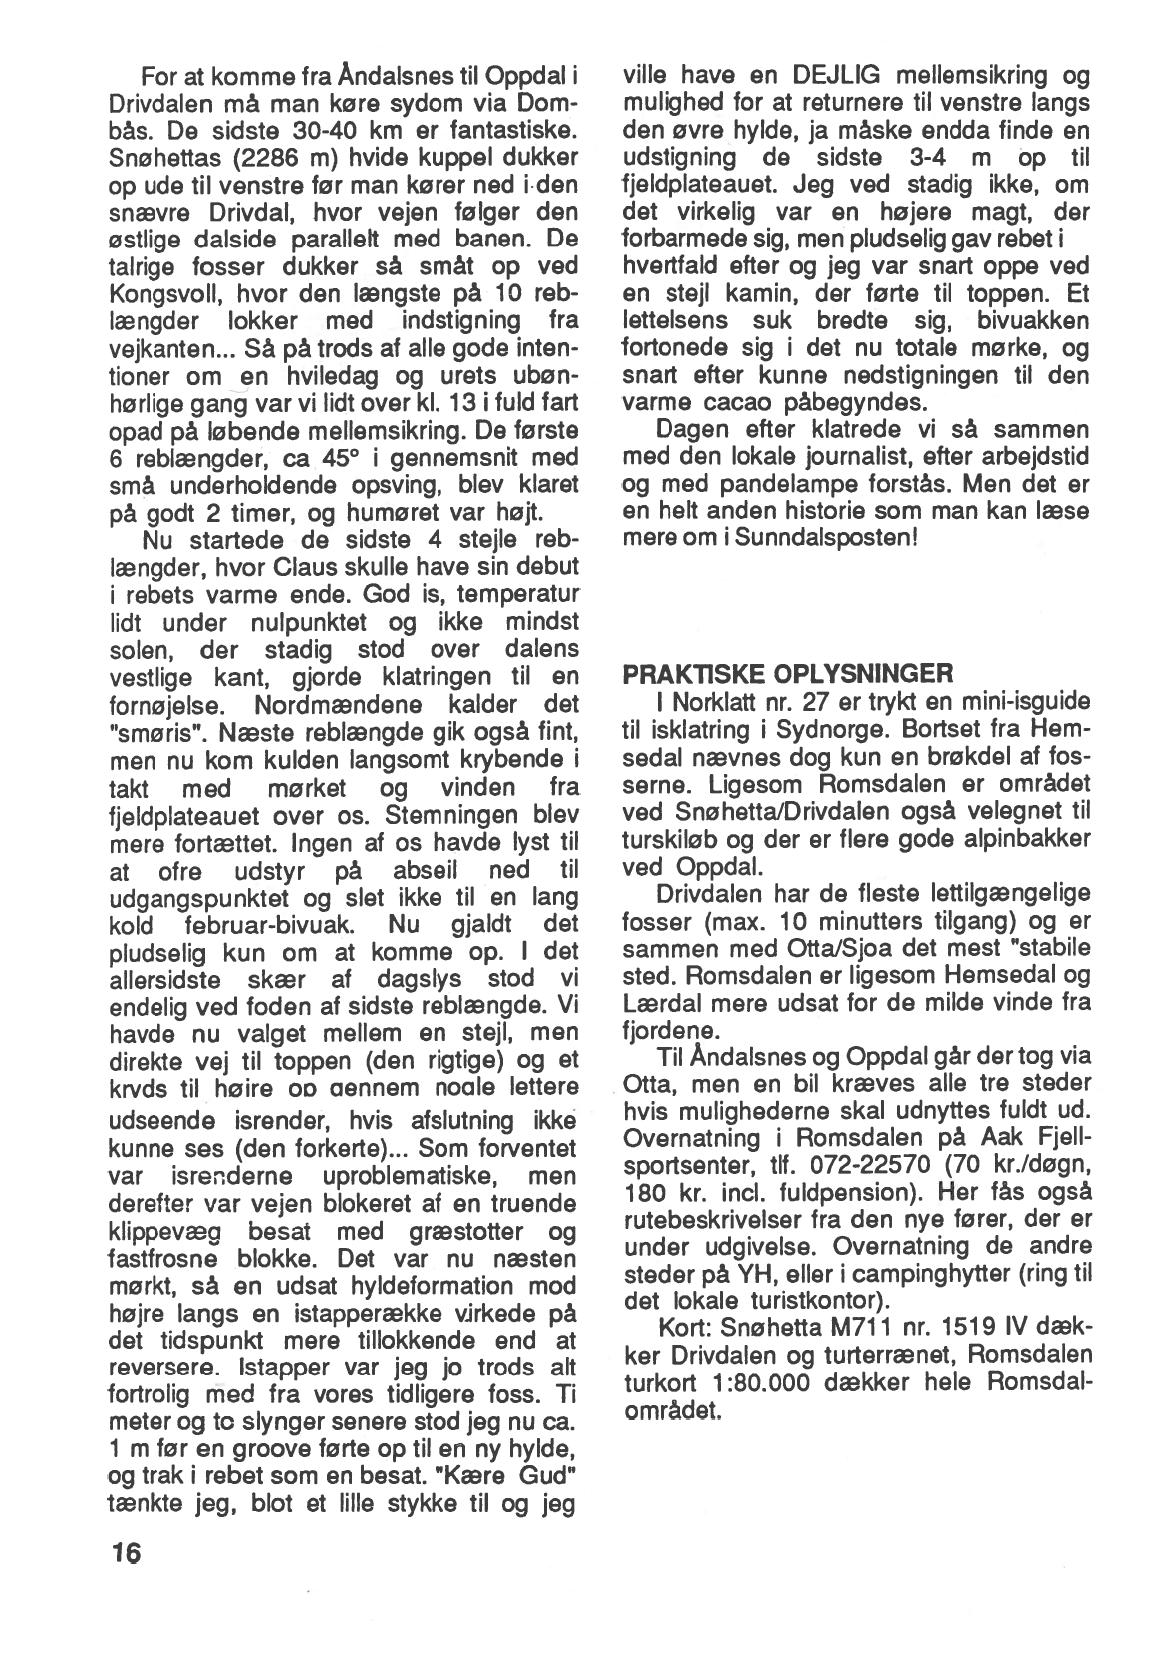 For at komme fra Åndalsnes til Oppdal i
Drivdalen må man køre sydom via Dom-
bås. De sidste 30-40 km er fantastiske.
Snøhettas (2286 m) hvide kuppel dukker
op ude til venstre før man kører ned i den
snævre Drivdal, hvor vejen følger den
østlige dalside parallelt med banen. De
talrige fosser dukker så småt op ved
Kongsvoll, hvor den længste på 10 reb-
længder lokker med indstigning fra
vejkanten... Så på trods af alle gode inten-
tioner om en hviledag og urets ubøn-
hørlige gang var vi lidt over kl. 13 i fuld fart
opad på løbende mellemsikring. De første
6 reblængder, ca 45° i gennemsnit med
små underholdende opsving, blev klaret
på godt 2 timer, og humøret var højt.
Nu startede de sidste 4 stejle reb-
længder, hvor Claus skulle have sin debut
i rebets varme ende. God is, temperatur
lidt under nulpunktet og ikke mindst
solen, der stadig stod over dalens
vestlige kant, gjorde klatringen til en
fornøjelse. Nordmændene kalder det
"smøris". Næste reblængde gik også fint,
men nu kom kulden langsomt krybende i
takt med mørket og vinden fra
fjeldplateauet over os. Stemningen blev
mere fortættet. Ingen af os havde lyst til
at ofre udstyr på abseil ned til
udgangspunktet og slet ikke til en lang
kold februar-bivuak. Nu gjaldt det
pludselig kun om at komme op. I det
allersidste skær af dagslys stod vi
endelig ved foden af sidste reblængde. Vi
havde nu valget mellem en stejl, men
direkte vej til toppen (den rigtige) og et
kryds til højre op gennem nogle lettere
udseende isrender, hvis afslutning ikke
kunne ses (den forkerte)... Som forventet
var isrenderne uproblematiske, men
derefter var vejen blokeret af en truende
klippevæg besat med græstotter og
fastfrosne blokke. Det var nu næsten
mørkt, så en udsat hyldeformation mod
højre langs en istapperække virkede på
det tidspunkt mere tillokkende end at
reversere. Istapper var jeg jo trods alt
fortrolig med fra vores tidligere foss. Ti
meter og to slynger senere stod jeg nu ca.
1 m før en groove førte op til en ny hylde,
og trak i rebet som en besat. "Kære Gud"
tænkte jeg, blot et lille stykke til og jeg
16
ville have en DEJLIG mellemsikring og
mulighed for at returnere til venstre langs
den øvre hylde, ja måske endda finde en
udstigning de sidste 3-4 m op til
fjeldplateauet. Jeg ved stadig ikke, om
det virkelig var en højere magt, der
forbarmede sig, men pludselig gav rebet i
hvertfald efter og jeg var snart oppe ved
en stejl kamin, der førte til toppen. Et
lettelsens suk bredte sig, bivuakken
fortonede sig i det nu totale mørke, og
snart efter kunne nedstigningen til den
varme cacao påbegyndes.
Dagen efter klatrede vi så sammen
med den lokale journalist, efter arbejdstid
og med pandelampe forstås. Men det er
en helt anden historie som man kan læse
mere om i Sunndalsposten!
PRAKTISKE OPLYSNINGER
I Norklatt nr. 27 er trykt en mini-isguide
til isklatring i Sydnorge. Bortset fra Hem-
sedal nævnes dog kun en brøkdel af fos-
serne. Ligesom Romsdalen er området
ved Snøhetta/Drivdalen også velegnet til
turskiløb og der er flere gode alpinbakker
ved Oppdal.
Drivdalen har de fleste lettilgængelige
fosser (max. 10 minutters tilgang) og er
sammen med Otta/Sjoa det mest "stabile
sted. Romsdalen er ligesom Hemsedal og
Lærdal mere udsat for de milde vinde fra
fjordene.
Til Åndalsnes og Oppdal går der tog via
Otta, men en bil kræves alle tre steder
hvis mulighederne skal udnyttes fuldt ud.
Overnatning i Romsdalen på Aak Fjell-
sportsenter, tlf. 072-22570 (70 kr./døgn,
180 kr. incl. fuldpension). Her fås også
rutebeskrivelser fra den nye fører, der er
under udgivelse. Overnatning de andre
steder på YH, eller i campinghytter (ring til
det lokale turistkontor).
Kort: Snøhetta M711 nr. 1519 IV dæk-
ker Drivdalen og turterrænet, Romsdalen
turkort 1:80.000 dækker hele Romsdal-
området.